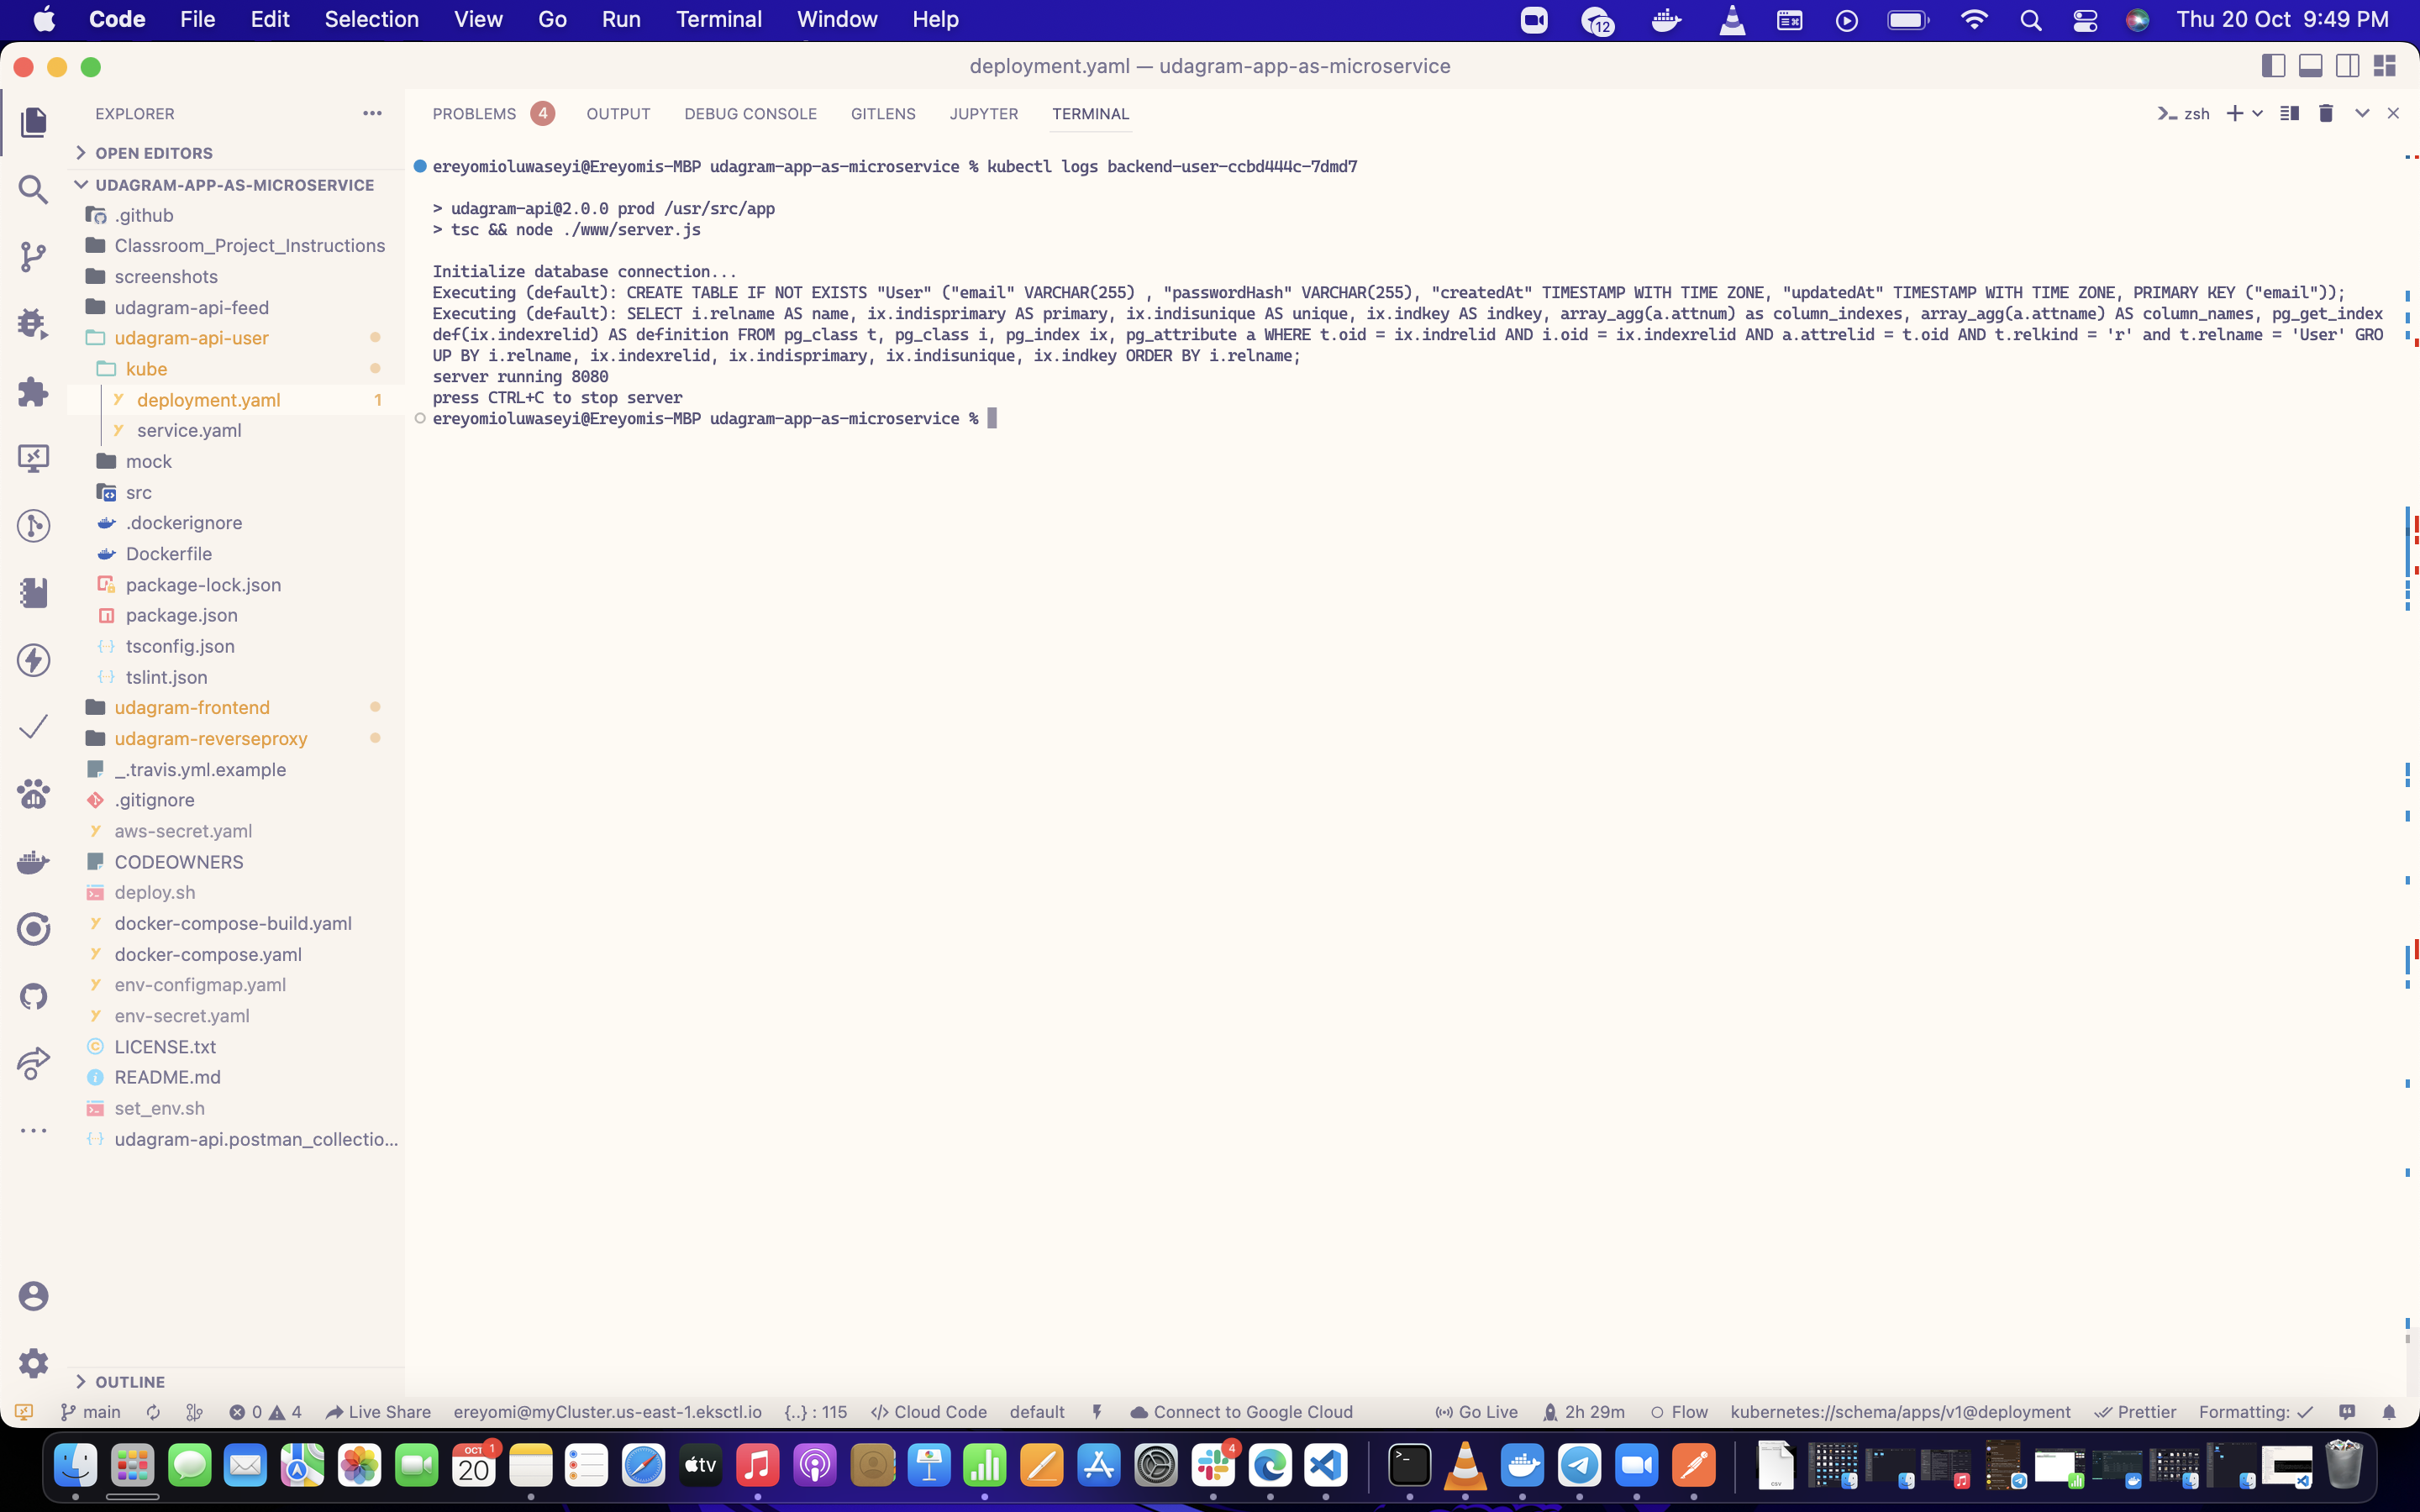 Code File Edit Selection View Go Run Terminal Window Help 12 Thu 20 Oct 9:49 PM
deployment.yaml — udagram-app-as-microservice
EXPLORER
OPEN EDITORS
UDAGRAM-APP-AS-MICROSERVICE
.github
Classroom_Project_Instructions
screenshots
udagram-api-feed
udagram-api-user
kube
deployment.yaml 1
service.yaml
mock
src
.dockerignore
Dockerfile
package-lock.json
package.json
tsconfig.json
tslint.json
udagram-frontend
udagram-reverseproxy
_.travis.yml.example
.gitignore
aws-secret.yaml
CODEOWNERS
deploy.sh
docker-compose-build.yaml
docker-compose.yaml
env-configmap.yaml
env-secret.yaml
LICENSE.txt
README.md
set_env.sh
udagram-api.postman_collectio...
OUTLINE
PROBLEMS 4 OUTPUT DEBUG CONSOLE GITLENS JUPYTER TERMINAL zsh
ereyomioluwaseyi@Ereyomis-MBP udagram-app-as-microservice % kubectl logs backend-user-ccbd444c-7dmd7
> udagram-api@2.0.0 prod /usr/src/app
> tsc && node ./www/server.js
Initialize database connection...
Executing (default): CREATE TABLE IF NOT EXISTS "User" ("email" VARCHAR(255) , "passwordHash" VARCHAR(255), "createdAt" TIMESTAMP WITH TIME ZONE, "updatedAt" TIMESTAMP WITH TIME ZONE, PRIMARY KEY ("email"));
Executing (default): SELECT i.relname AS name, ix.indisprimary AS primary, ix.indisunique AS unique, ix.indkey AS indkey, array_agg(a.attnum) as column_indexes, array_agg(a.attname) AS column_names, pg_get_index
def(ix.indexrelid) AS definition FROM pg_class t, pg_class i, pg_index ix, pg_attribute a WHERE t.oid = ix.indrelid AND i.oid = ix.indexrelid AND a.attrelid = t.oid AND t.relkind = 'r' and t.relname = 'User' GRO
UP BY i.relname, ix.indexrelid, ix.indisprimary, ix.indisunique, ix.indkey ORDER BY i.relname;
server running 8080
press CTRL+C to stop server
ereyomioluwaseyi@Ereyomis-MBP udagram-app-as-microservice %
main 0 4 Live Share ereyomi@myCluster.us-east-1.eksctl.io {..} : 115 </> Cloud Code default Connect to Google Cloud Go Live 2h 29m Flow kubernetes://schema/apps/v1@deployment Prettier Formatting:
OCT 1 20 tv 4